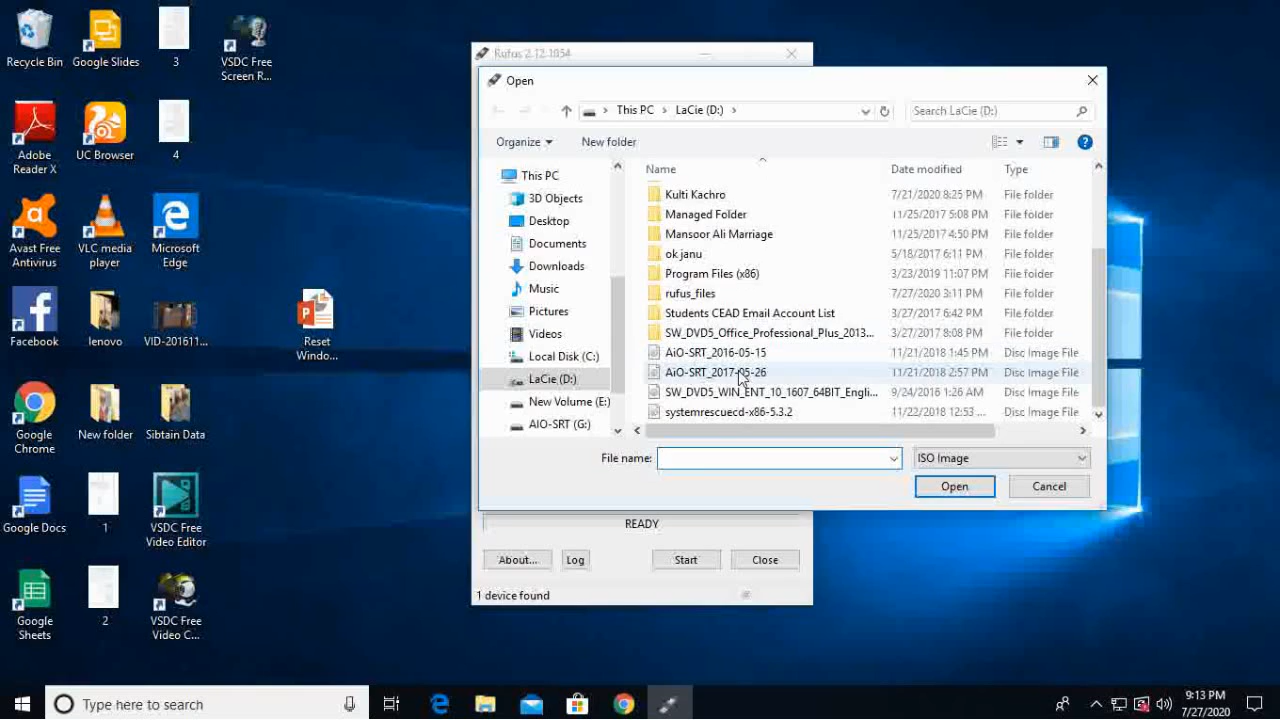 Recycle Bin
Google Slides
3
VSDC Free
Screen R...
Adobe
Reader X
UC Browser
4
Avast Free
Antivirus
VLC media
player
Microsoft
Edge
Facebook
lenovo
VID-201611...
Reset
Windo...
Google
Chrome
New folder
Sibtain Data
Google Docs
1
VSDC Free
Video Editor
Google
Sheets
2
VSDC Free
Video C...
Rufus 2.12.1054
Open
This PC > LaCie (D:) >
Search LaCie (D:)
Organize
New folder
This PC
3D Objects
Desktop
Documents
Downloads
Music
Pictures
Videos
Local Disk (C:)
LaCie (D:)
New Volume (E:)
AIO-SRT (G:)
Name Date modified Type
Kulti Kachro 7/21/2020 8:25 PM File folder
Managed Folder 11/25/2017 5:08 PM File folder
Mansoor Ali Marriage 11/25/2017 4:50 PM File folder
ok janu 5/18/2017 6:11 PM File folder
Program Files (x86) 3/23/2019 11:07 PM File folder
rufus_files 7/27/2020 3:11 PM File folder
Students CEAD Email Account List 3/27/2017 6:42 PM File folder
SW_DVD5_Office_Professional_Plus_2013... 3/27/2017 8:08 PM File folder
AiO-SRT_2016-05-15 11/21/2018 1:45 PM Disc Image File
AiO-SRT_2017-05-26 11/21/2018 2:57 PM Disc Image File
SW_DVD5_WIN_ENT_10_1607_64BIT_Engli... 9/24/2016 1:26 AM Disc Image File
systemrescuecd-x86-5.3.2 11/22/2018 12:53 ... Disc Image File
File name:
ISO Image
Open
Cancel
READY
About...
Log
Start
Close
1 device found
Type here to search
9:13 PM
7/27/2020